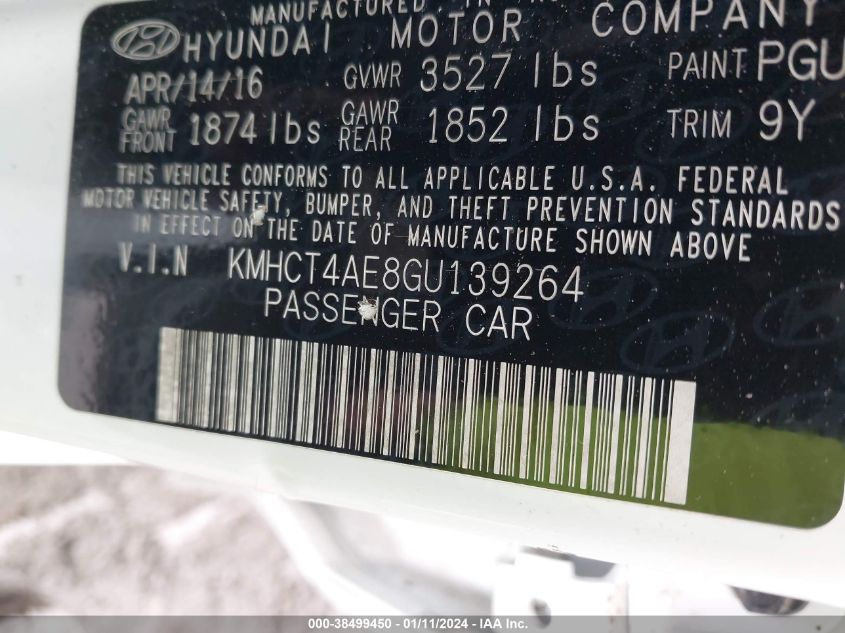 MANUFACTURED
HYUNDAI MOTOR COMPANY
APR/14/16 GVWR 3527 lbs PAINT PGU
GAWR FRONT 1874 lbs GAWR REAR 1852 lbs TRIM 9Y
THIS VEHICLE CONFORMS TO ALL APPLICABLE U.S.A. FEDERAL
MOTOR VEHICLE SAFETY, BUMPER, AND THEFT PREVENTION STANDARDS
IN EFFECT ON THE DATE OF MANUFACTURE SHOWN ABOVE
V.I.N KMHCT4AE8GU139264
PASSENGER CAR
000-38499450 - 01/11/2024 - IAA Inc.